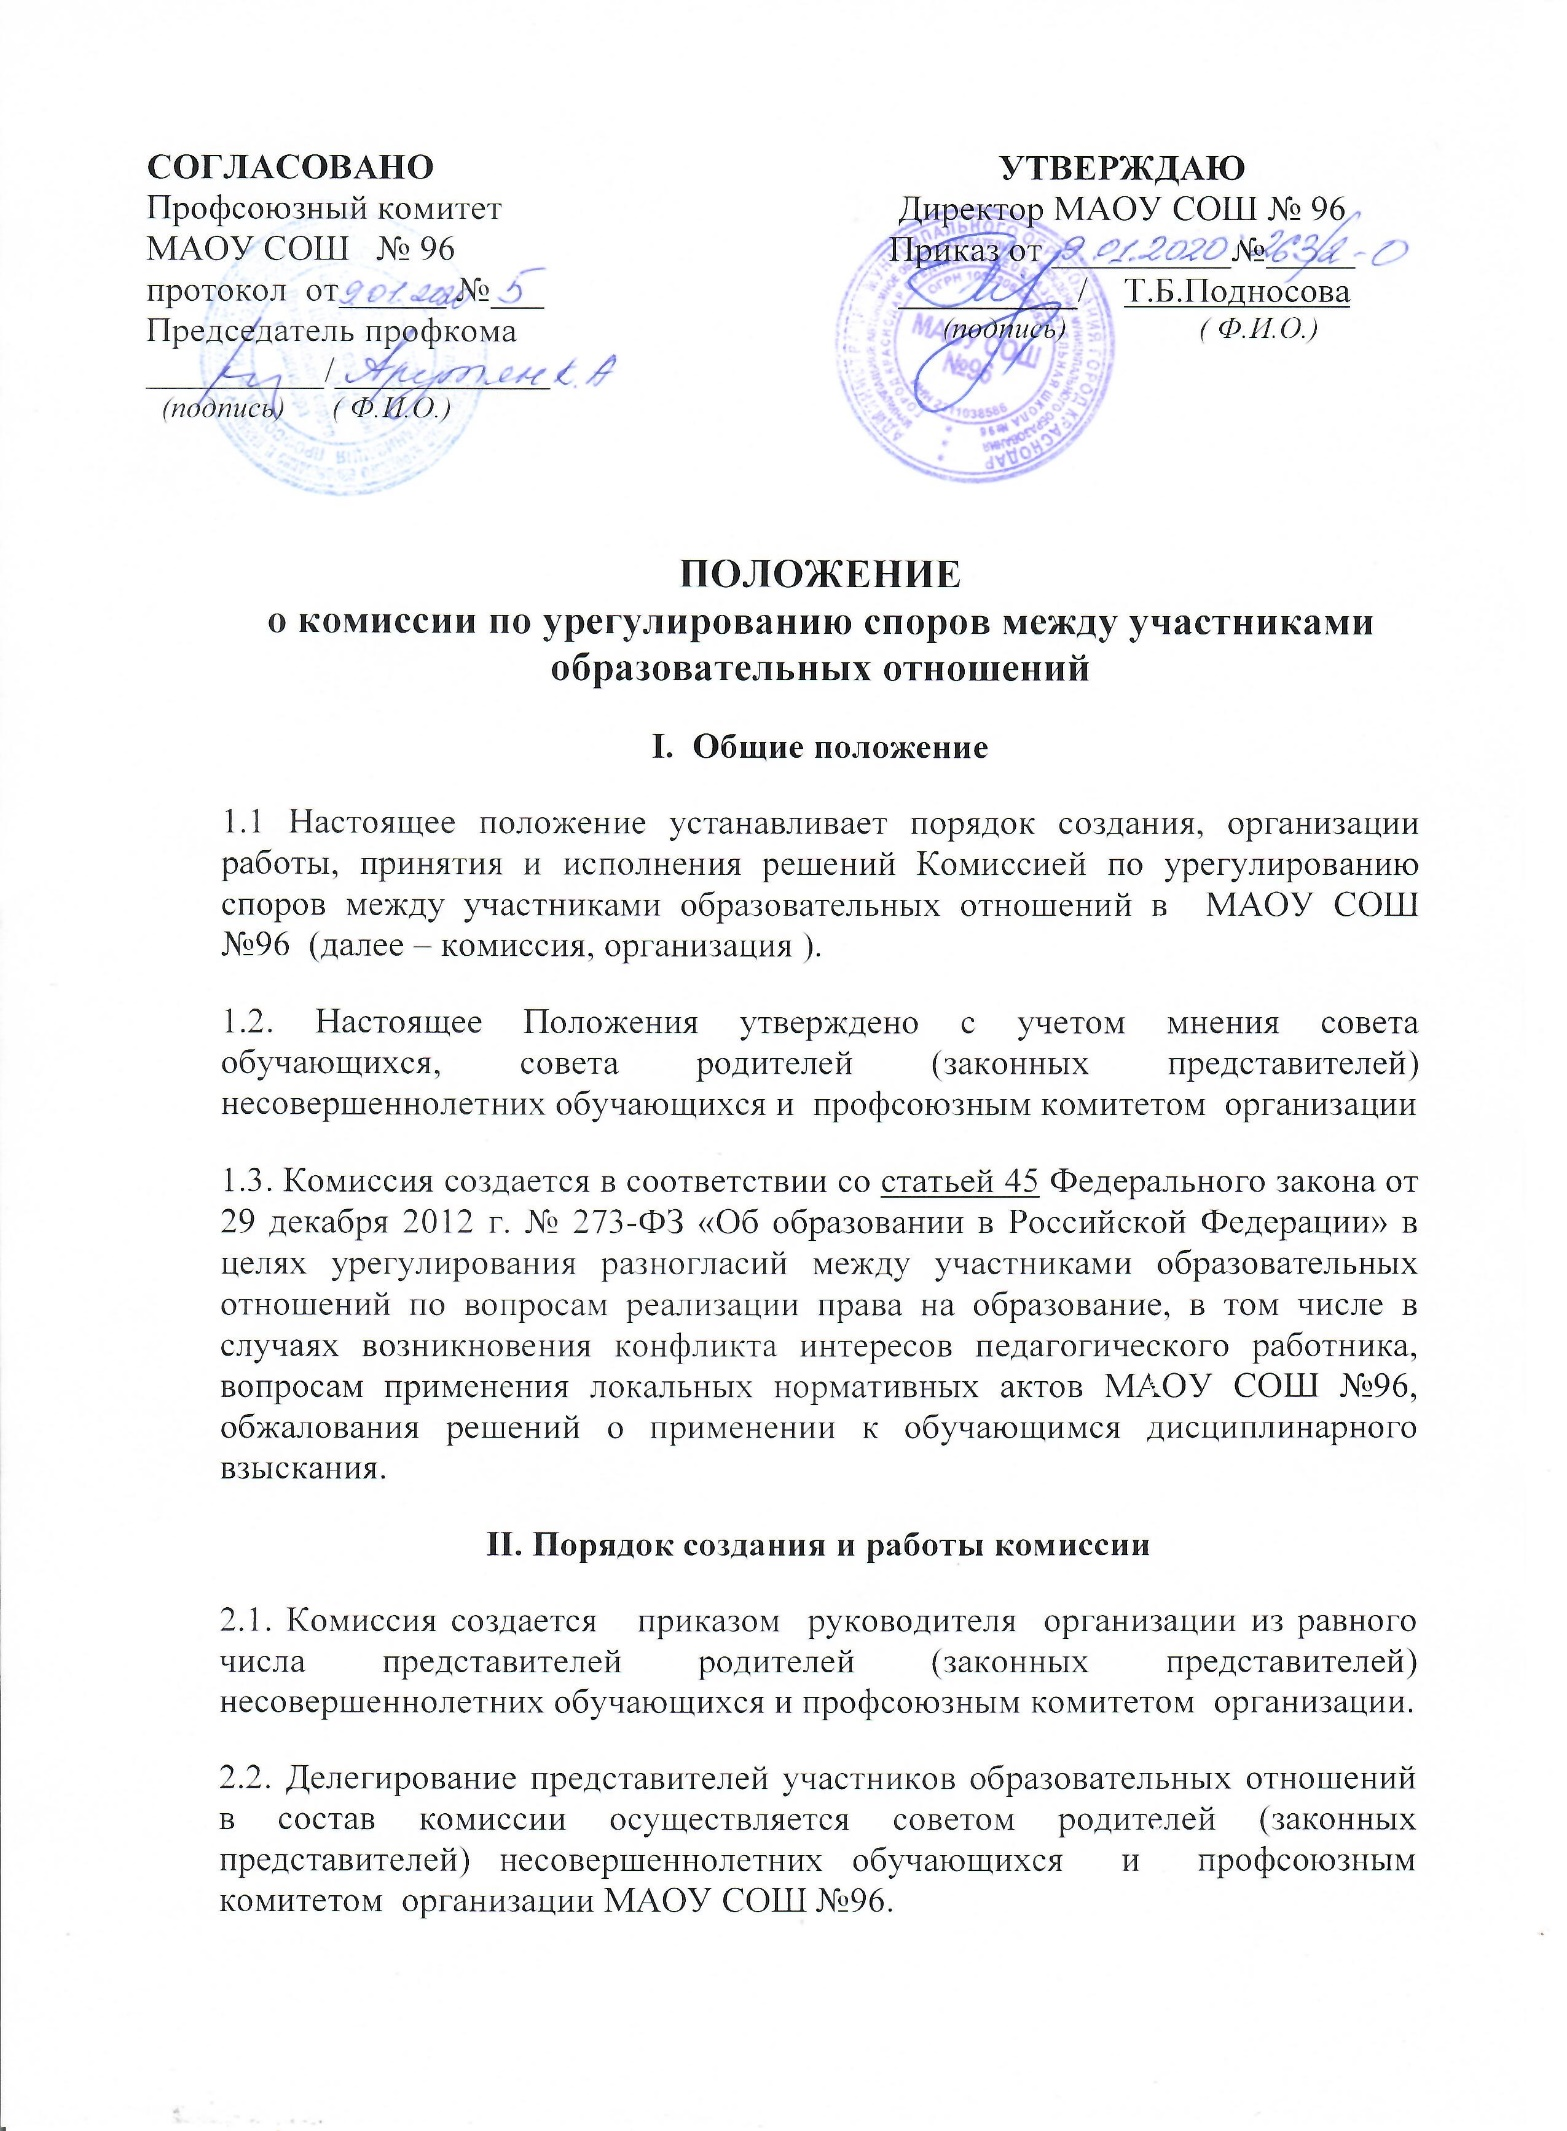 СОГЛАСОВАНО
Профсоюзный комитет
МАОУ СОШ № 96
протокол от 9.01.2020 № 5
Председатель профкома
/
(подпись) ( Ф.И.О.)
УТВЕРЖДАЮ
Директор МАОУ СОШ № 96
Приказ от 9.01.2020 № 263/2-О
/ Т.Б.Подносова
(подпись) ( Ф.И.О.)
МАОУ СОШ
№96
ПОЛОЖЕНИЕ
о комиссии по урегулированию споров между участниками
образовательных отношений
I. Общие положение
1.1 Настоящее положение устанавливает порядок создания, организации
работы, принятия и исполнения решений Комиссией по урегулированию
споров между участниками образовательных отношений в МАОУ СОШ
№96 (далее – комиссия, организация ).
1.2. Настоящее Положения утверждено с учетом мнения совета
обучающихся, совета родителей (законных представителей)
несовершеннолетних обучающихся и профсоюзным комитетом организации
1.3. Комиссия создается в соответствии со статьей 45 Федерального закона от
29 декабря 2012 г. № 273-ФЗ «Об образовании в Российской Федерации» в
целях урегулирования разногласий между участниками образовательных
отношений по вопросам реализации права на образование, в том числе в
случаях возникновения конфликта интересов педагогического работника,
вопросам применения локальных нормативных актов МАОУ СОШ №96,
обжалования решений о применении к обучающимся дисциплинарного
взыскания.
II. Порядок создания и работы комиссии
2.1. Комиссия создается приказом руководителя организации из равного
числа представителей родителей (законных представителей)
несовершеннолетних обучающихся и профсоюзным комитетом организации.
2.2. Делегирование представителей участников образовательных отношений
в состав комиссии осуществляется советом родителей (законных
представителей) несовершеннолетних обучающихся и профсоюзным
комитетом организации МАОУ СОШ №96.